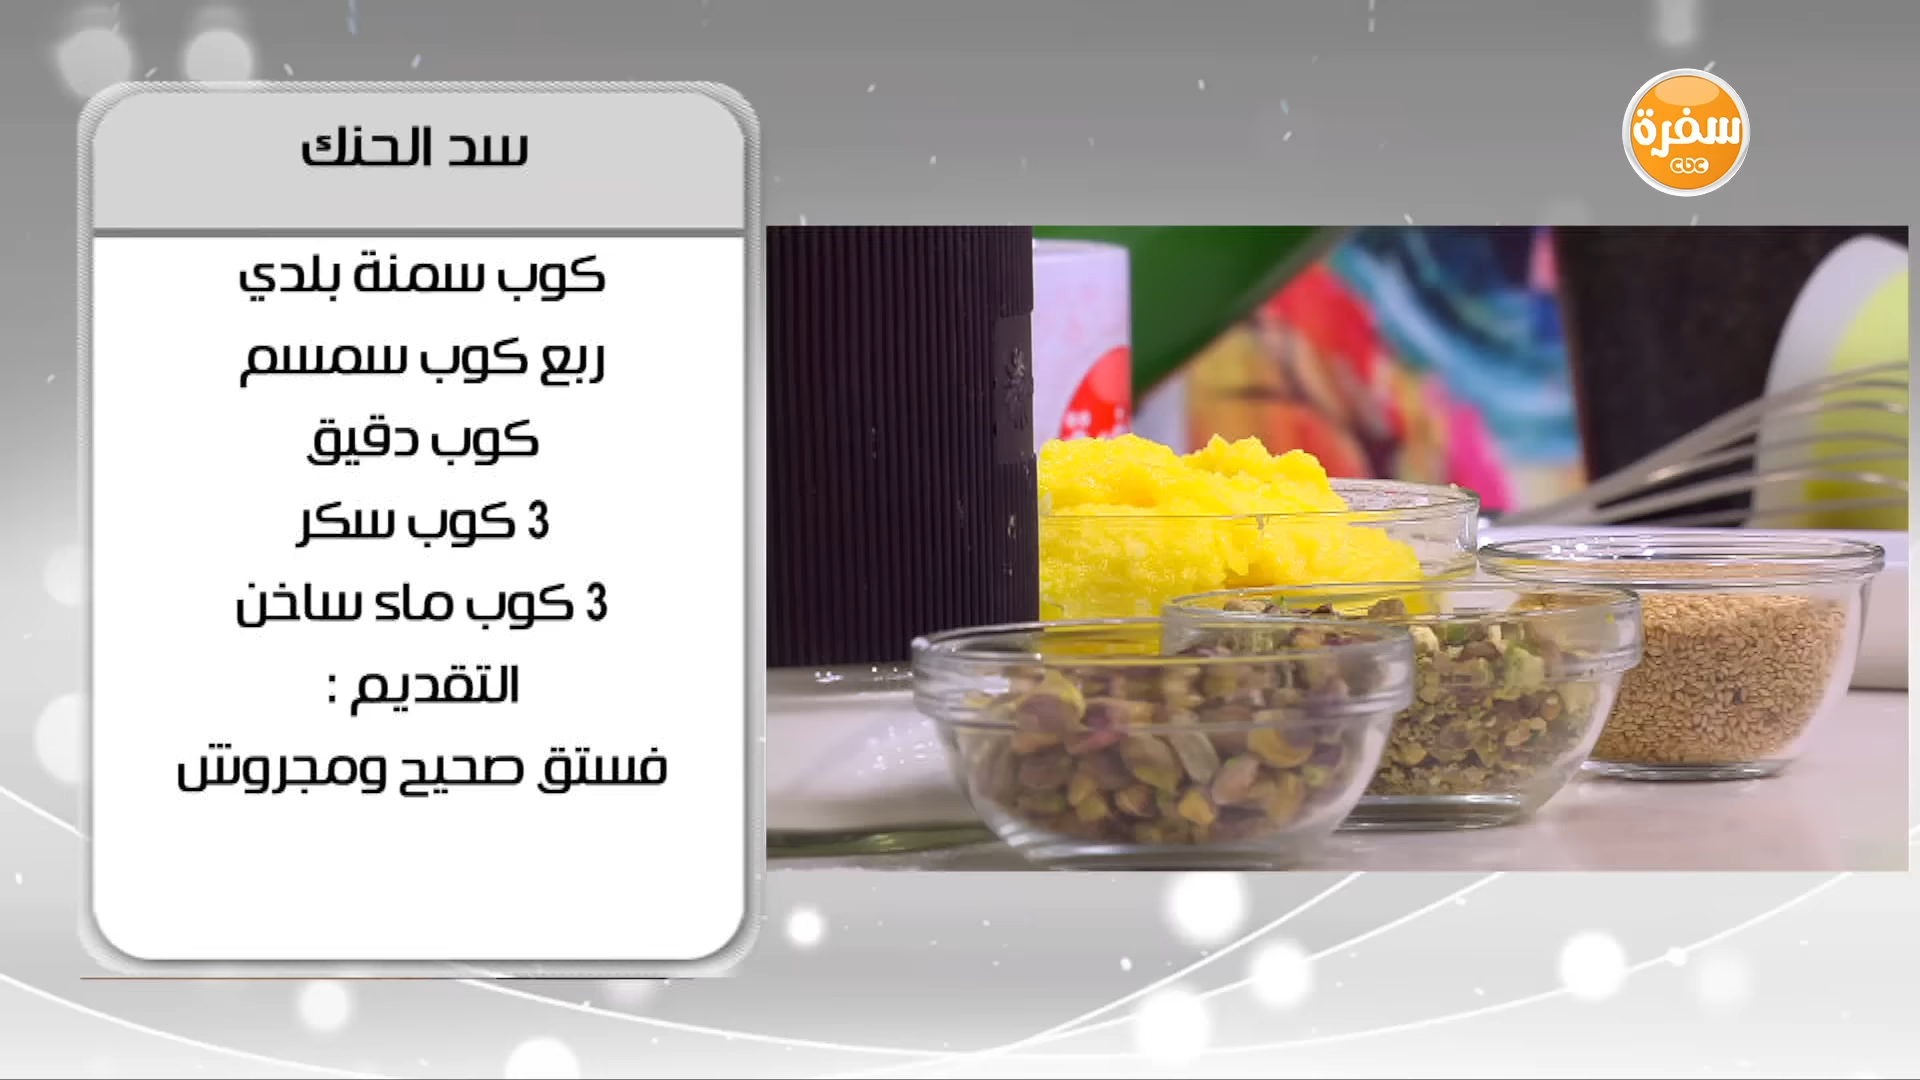 سد الحنك
كوب سمنة بلدي
ربع كوب سمسم
كوب دقيق
3 كوب سكر
3 كوب ماء ساخن
التقديم :
فستق صحيح ومجروش
سفرة
cbc